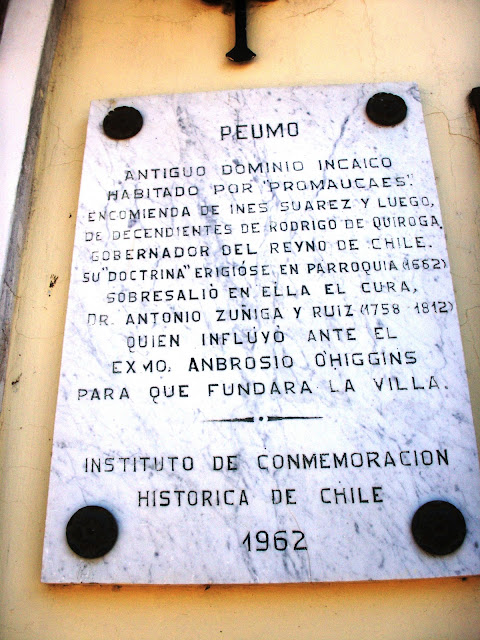 PEUMO
ANTIGUO DOMINIO INCAICO
HABITADO POR "PROMAUCAES".
ENCOMIENDA DE INES SUAREZ Y LUEGO,
DE DECENDIENTES DE RODRIGO DE QUIROGA,
GOBERNADOR DEL REYNO DE CHILE.
SU "DOCTRINA" ERIGIÓSE EN PARROQUIA (1662)
SOBRESALIÒ EN ELLA EL CURA,
DR. ANTONIO ZUÑIGA Y RUIZ (1758-1812)
QUIEN INFLUYÒ ANTE EL
EXMO. ANBROSIO O'HIGGINS
PARA QUE FUNDARA LA VILLA.
INSTITUTO DE CONMEMORACION
HISTORICA DE CHILE
1962